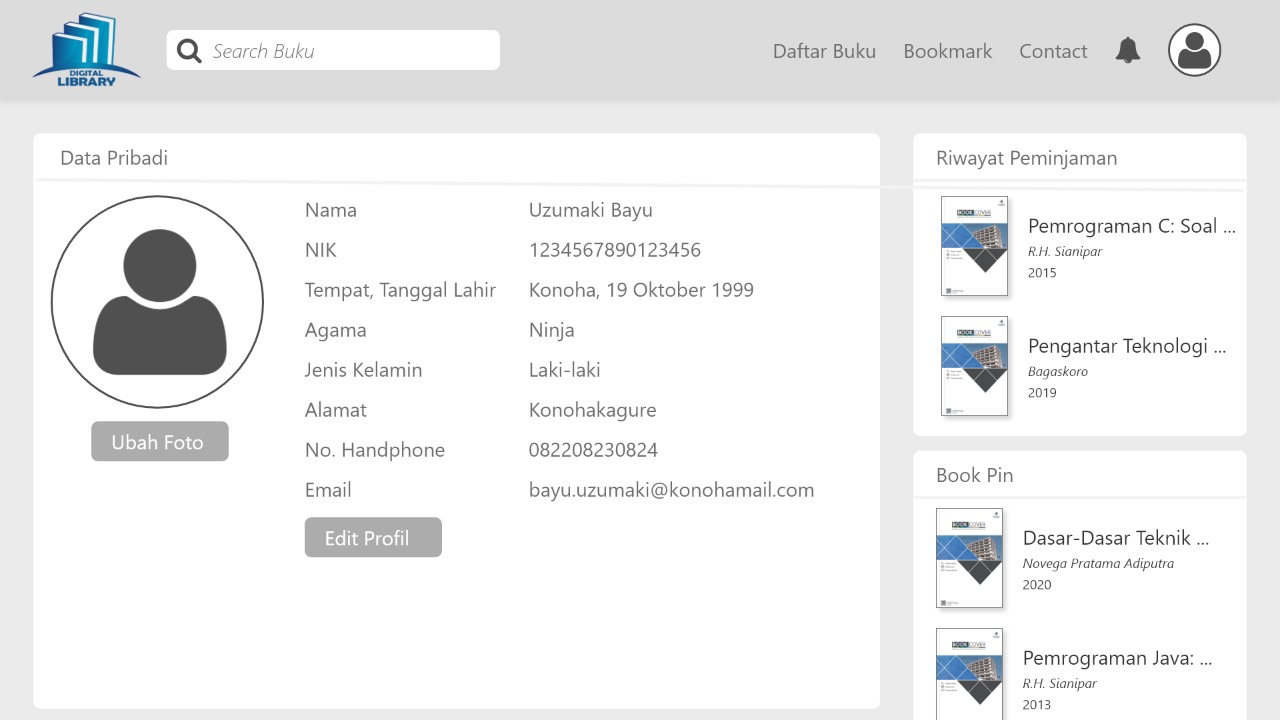 DIGITAL
LIBRARY
Search Buku
Daftar Buku
Bookmark
Contact
Data Pribadi
Nama Uzumaki Bayu
NIK 1234567890123456
Tempat, Tanggal Lahir Konoha, 19 Oktober 1999
Agama Ninja
Jenis Kelamin Laki-laki
Alamat Konohakagure
No. Handphone 082208230824
Email bayu.uzumaki@konohamail.com
Ubah Foto
Edit Profil
Riwayat Peminjaman
BOOK COVER
Pemrograman C: Soal ...
R.H. Sianipar
2015
BOOK COVER
Pengantar Teknologi ...
Bagaskoro
2019
Book Pin
BOOK COVER
Dasar-Dasar Teknik ...
Novega Pratama Adiputra
2020
BOOK COVER
Pemrograman Java: ...
R.H. Sianipar
2013